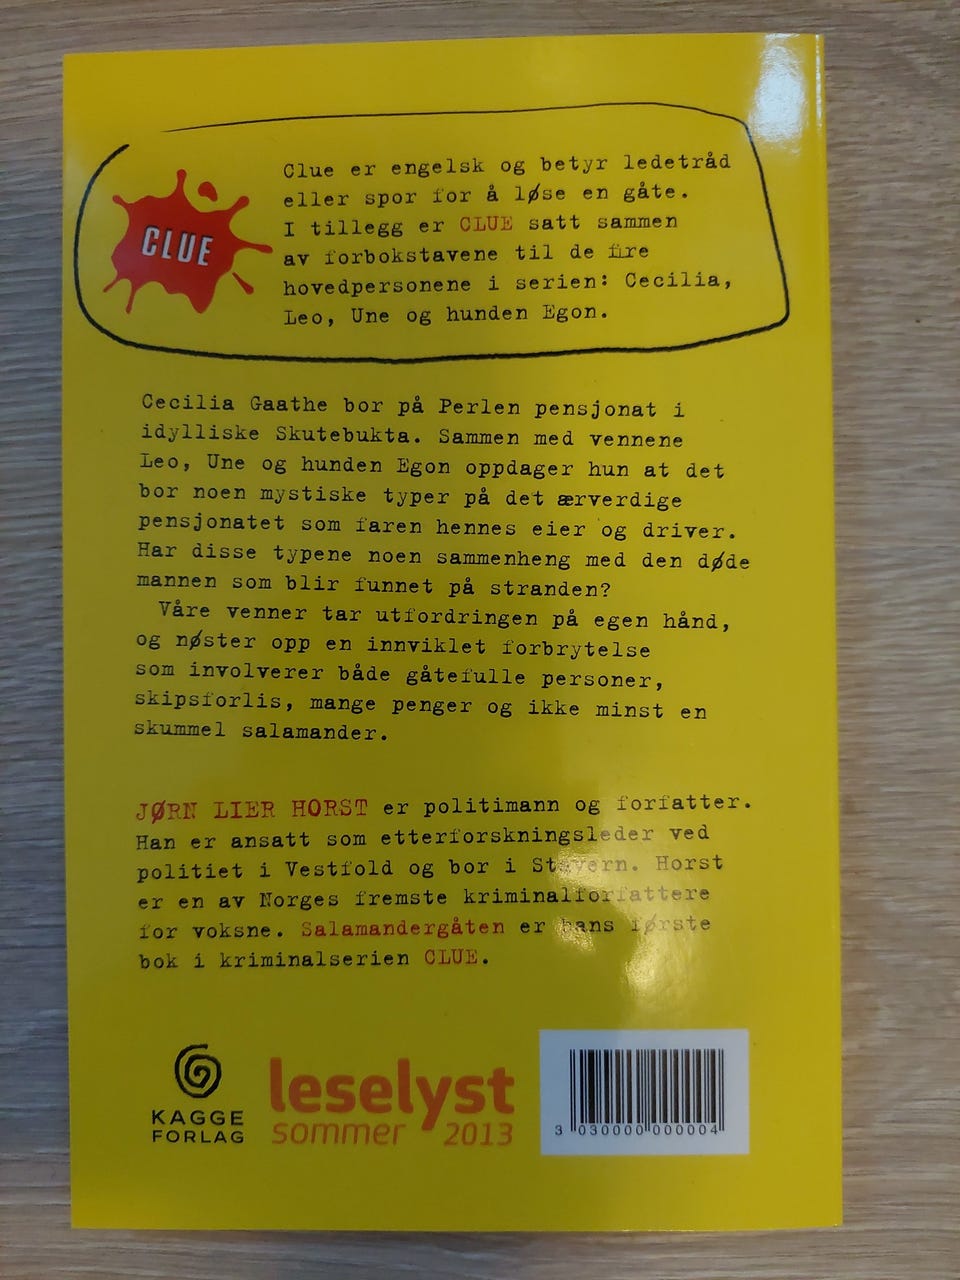 CLUE
Clue er engelsk og betyr ledetråd
eller spor for å løse en gåte.
I tillegg er CLUE satt sammen
av forbokstavene til de fire
hovedpersonene i serien: Cecilia,
Leo, Une og hunden Egon.
Cecilia Gaathe bor på Perlen pensjonat i
idylliske Skutebukta. Sammen med vennene
Leo, Une og hunden Egon oppdager hun at det
bor noen mystiske typer på det ærverdige
pensjonatet som faren hennes eier og driver.
Har disse typene noen sammenheng med den døde
mannen som blir funnet på stranden?
Våre venner tar utfordringen på egen hånd,
og nøster opp en innviklet forbrytelse
som involverer både gåtefulle personer,
skipsforlis, mange penger og ikke minst en
skummel salamander.
JØRN LIER HORST er politimann og forfatter.
Han er ansatt som etterforskningsleder ved
politiet i Vestfold og bor i Stavern. Horst
er en av Norges fremste kriminalforfattere
for voksne. Salamandergåten er hans første
bok i kriminalserien CLUE.
KAGGE
FORLAG
leselyst
sommer 2013
3 030000 000004